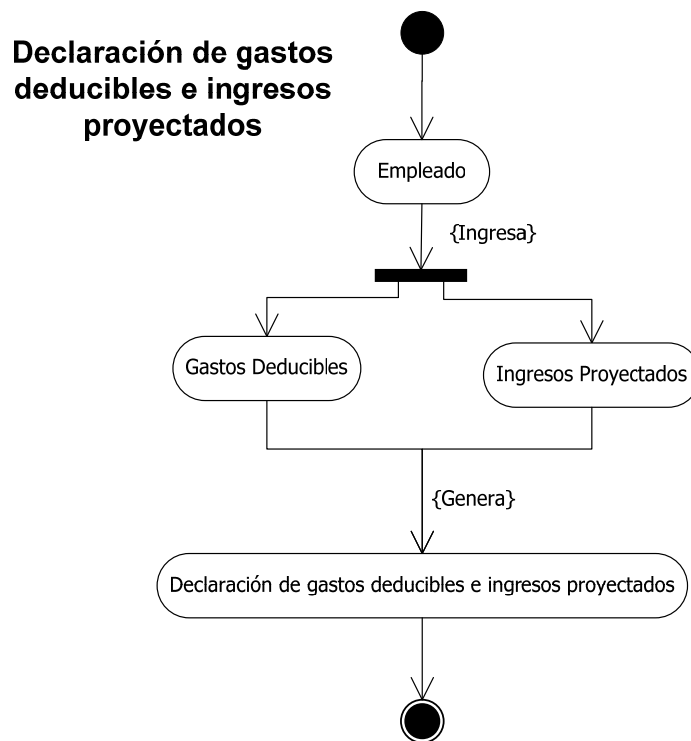 Declaración de gastos
deducibles e ingresos
proyectados
Empleado
{Ingresa}
Gastos Deducibles
Ingresos Proyectados
{Genera}
Declaración de gastos deducibles e ingresos proyectados